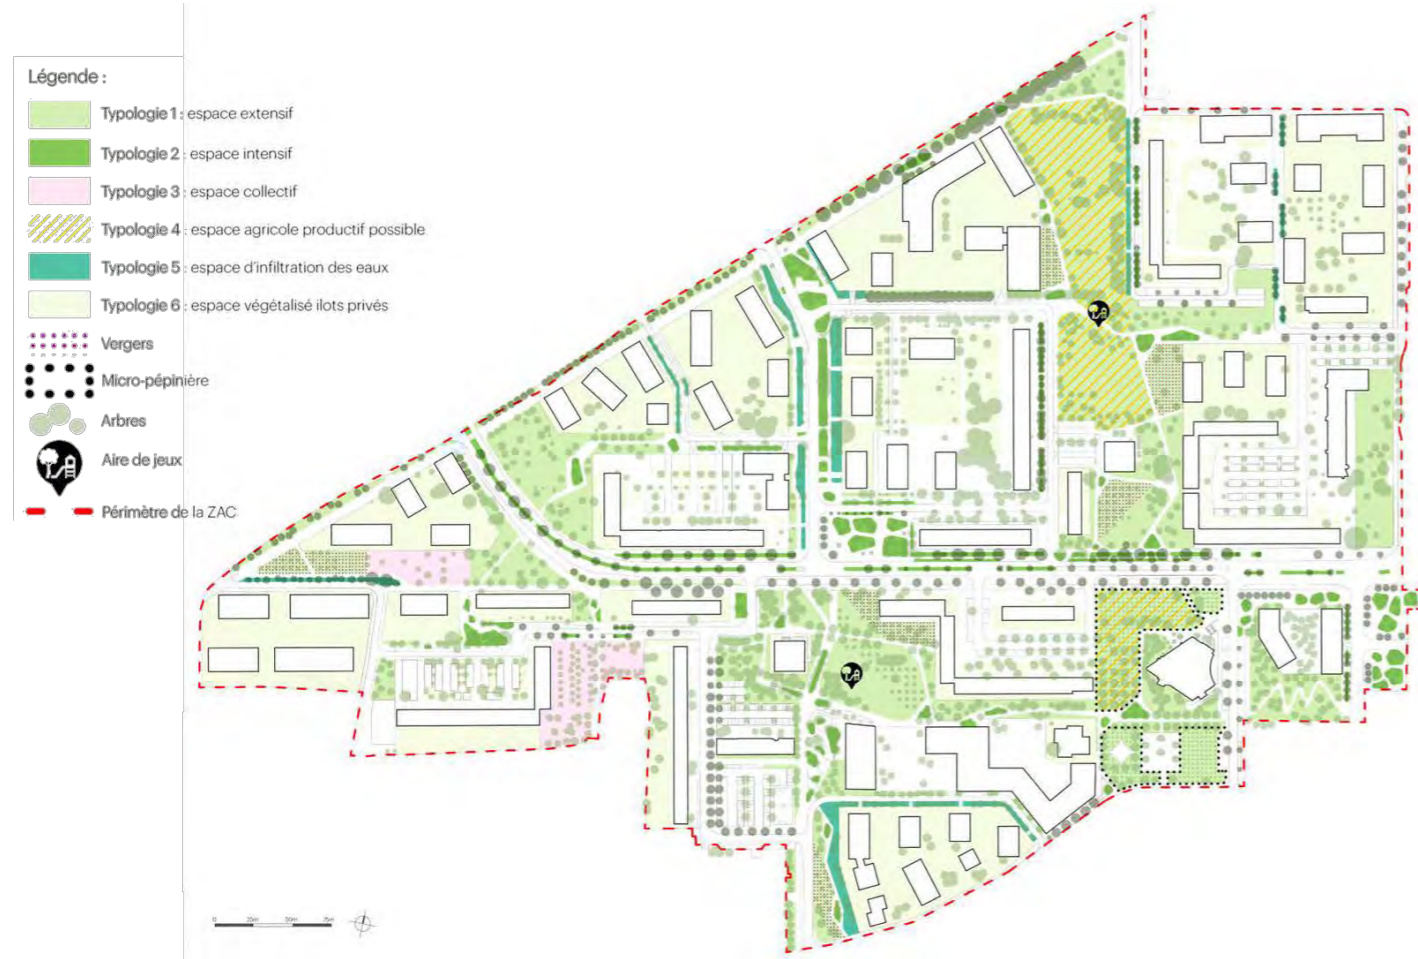 Légende :
Typologie 1 : espace extensif
Typologie 2 : espace intensif
Typologie 3 : espace collectif
Typologie 4 : espace agricole productif possible
Typologie 5 : espace d'infiltration des eaux
Typologie 6 : espace végétalisé ilots privés
Vergers
Micro-pépinière
Arbres
Aire de jeux
Périmètre de la ZAC
0 50m